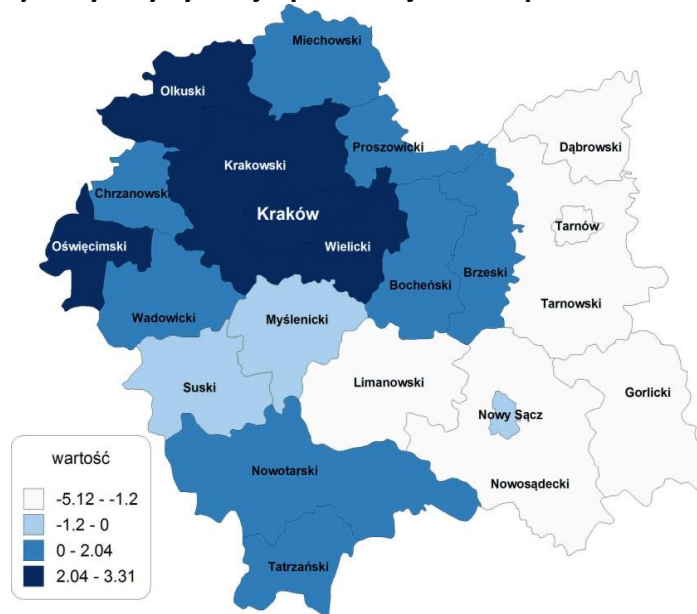 Miechowski
Olkuski
Proszowicki
Dąbrowski
Krakowski
Chrzanowski
Kraków
Tarnów
Oświęcimski
Wielicki
Bocheński
Brzeski
Tarnowski
Wadowicki
Myślenicki
Limanowski
Suski
Gorlicki
Nowy Sącz
Nowotarski
Nowosądecki
Tatrzański
wartość
-5.12 - -1.2
-1.2 - 0
0 - 2.04
2.04 - 3.31